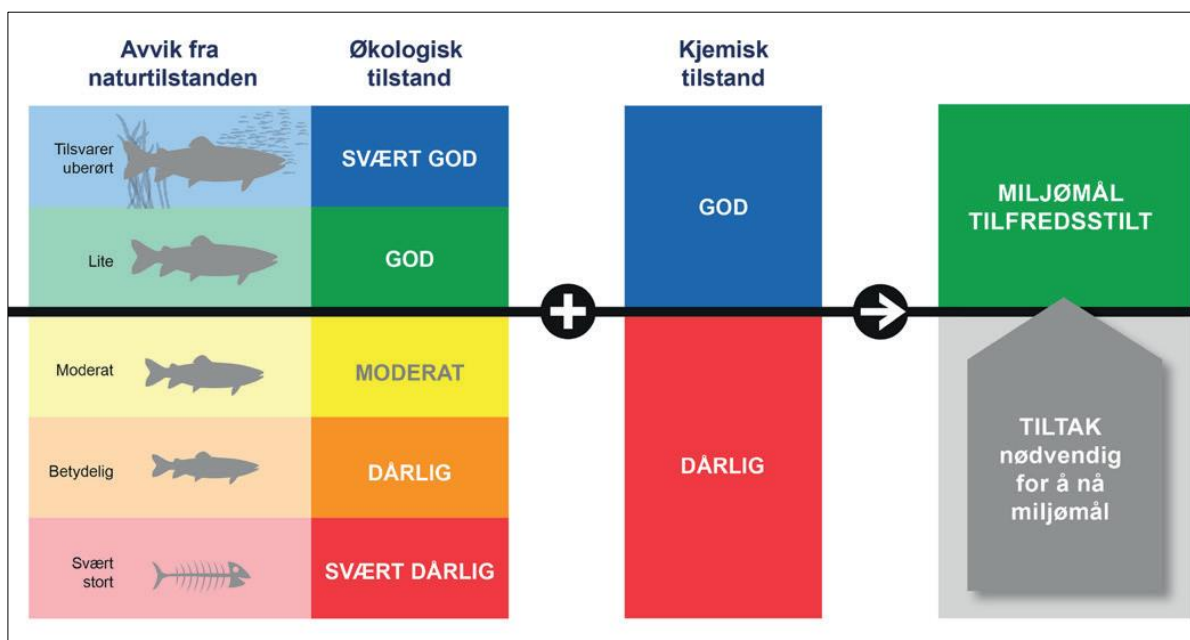 Avvik fra
naturtilstanden
Økologisk
tilstand
Kjemisk
tilstand
Tilsvarer
uberørt
SVÆRT GOD
Lite
GOD
GOD
MILJØMÅL
TILFREDSSTILT
Moderat
MODERAT
Betydelig
DÅRLIG
DÅRLIG
Svært
stort
SVÆRT DÅRLIG
TILTAK
nødvendig
for å nå
miljømål